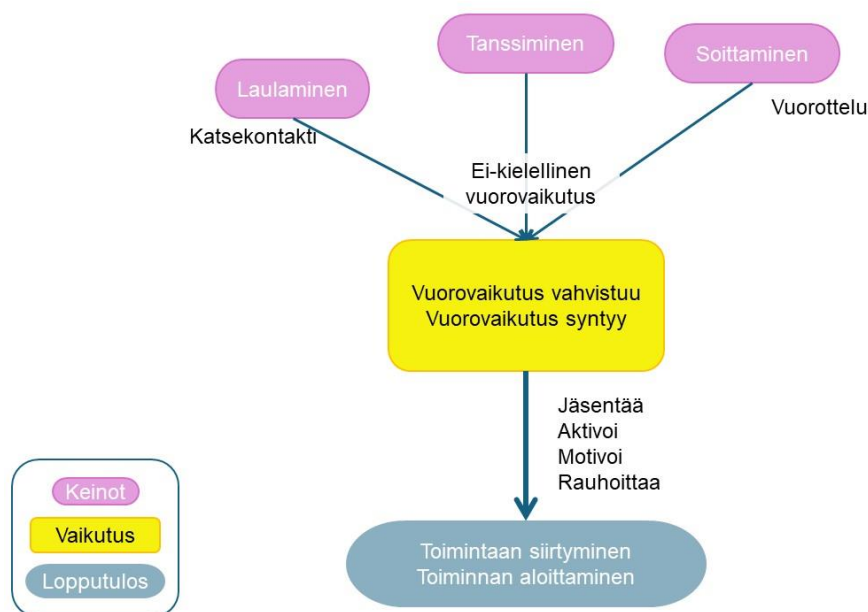 Tanssiminen
Laulaminen
Soittaminen
Katsekontakti
Vuorottelu
Ei-kielellinen
vuorovaikutus
Vuorovaikutus vahvistuu
Vuorovaikutus syntyy
Jäsentää
Aktivoi
Motivoi
Rauhoittaa
Keinot
Vaikutus
Lopputulos
Toimintaan siirtyminen
Toiminnan aloittaminen